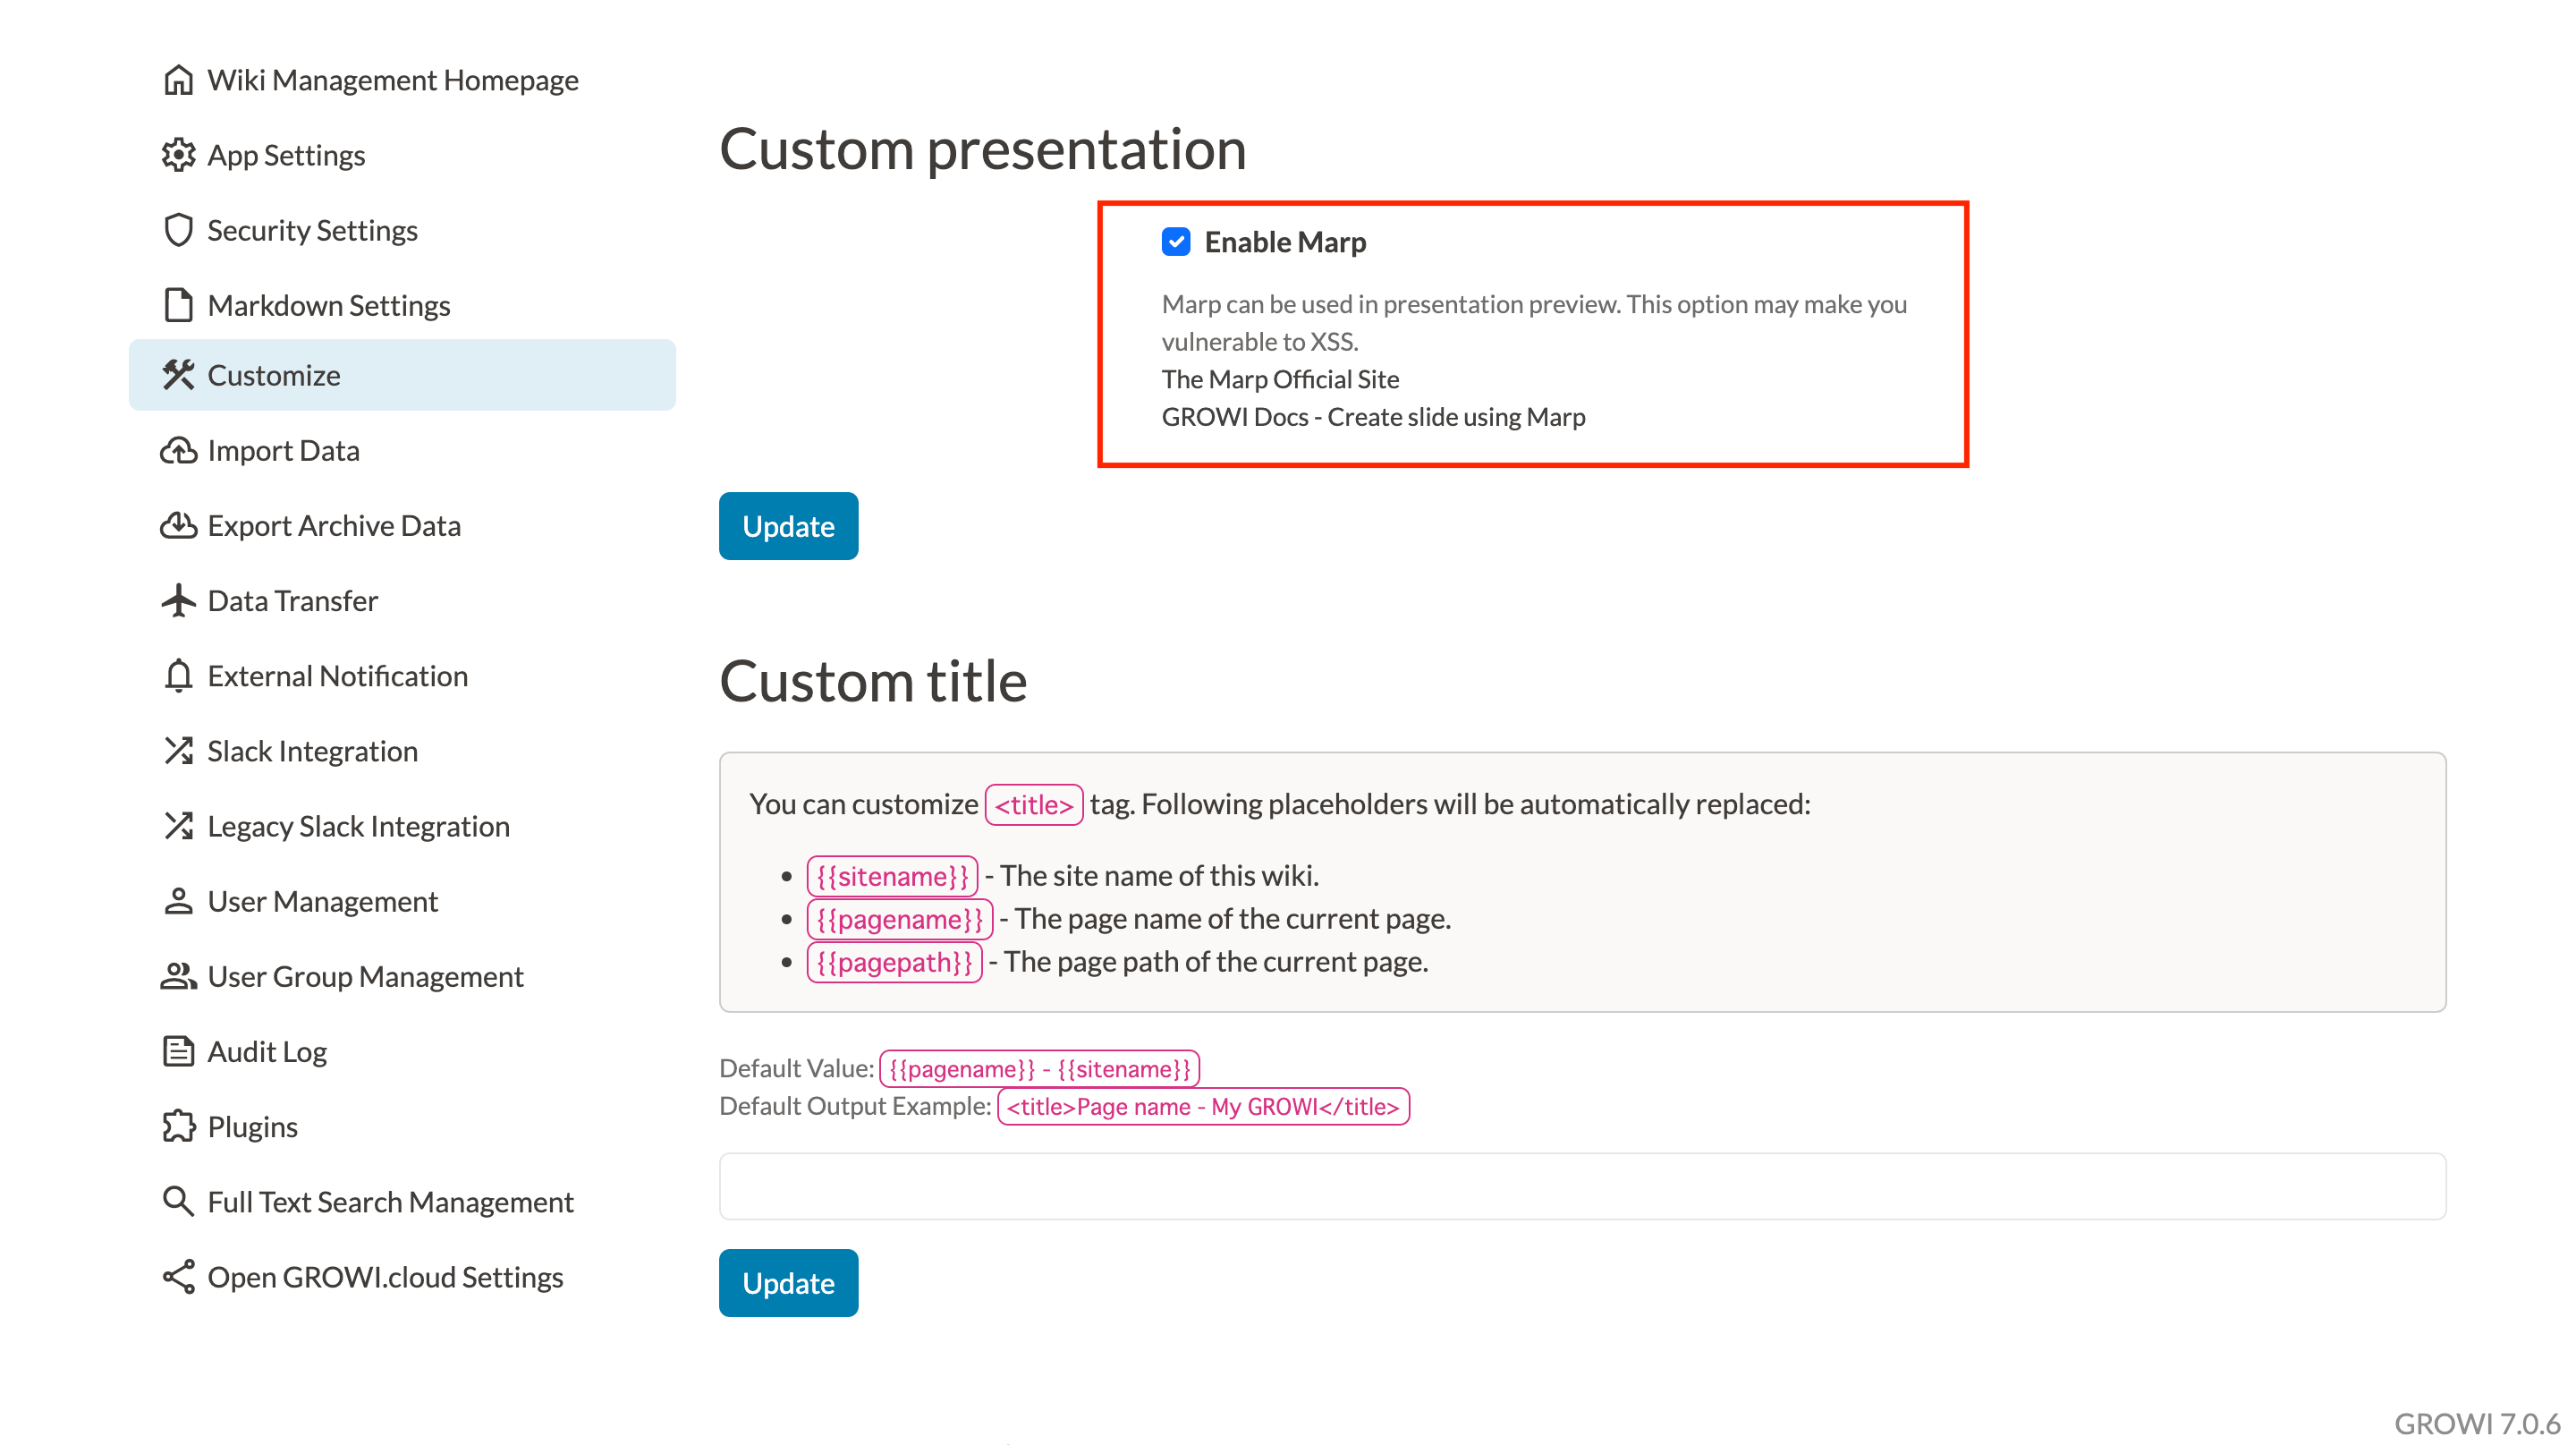 Wiki Management Homepage
App Settings
Security Settings
Markdown Settings
Customize
Import Data
Export Archive Data
Data Transfer
External Notification
Slack Integration
Legacy Slack Integration
User Management
User Group Management
Audit Log
Plugins
Full Text Search Management
Open GROWI.cloud Settings
Custom presentation
Enable Marp
Marp can be used in presentation preview. This option may make you
vulnerable to XSS.
The Marp Official Site
GROWI Docs - Create slide using Marp
Update
Custom title
You can customize <title> tag. Following placeholders will be automatically replaced:
{{sitename}} - The site name of this wiki.
{{pagename}} - The page name of the current page.
{{pagepath}} - The page path of the current page.
Default Value: {{pagename}} - {{sitename}}
Default Output Example: <title>Page name - My GROWI</title>
Update
GROWI 7.0.6